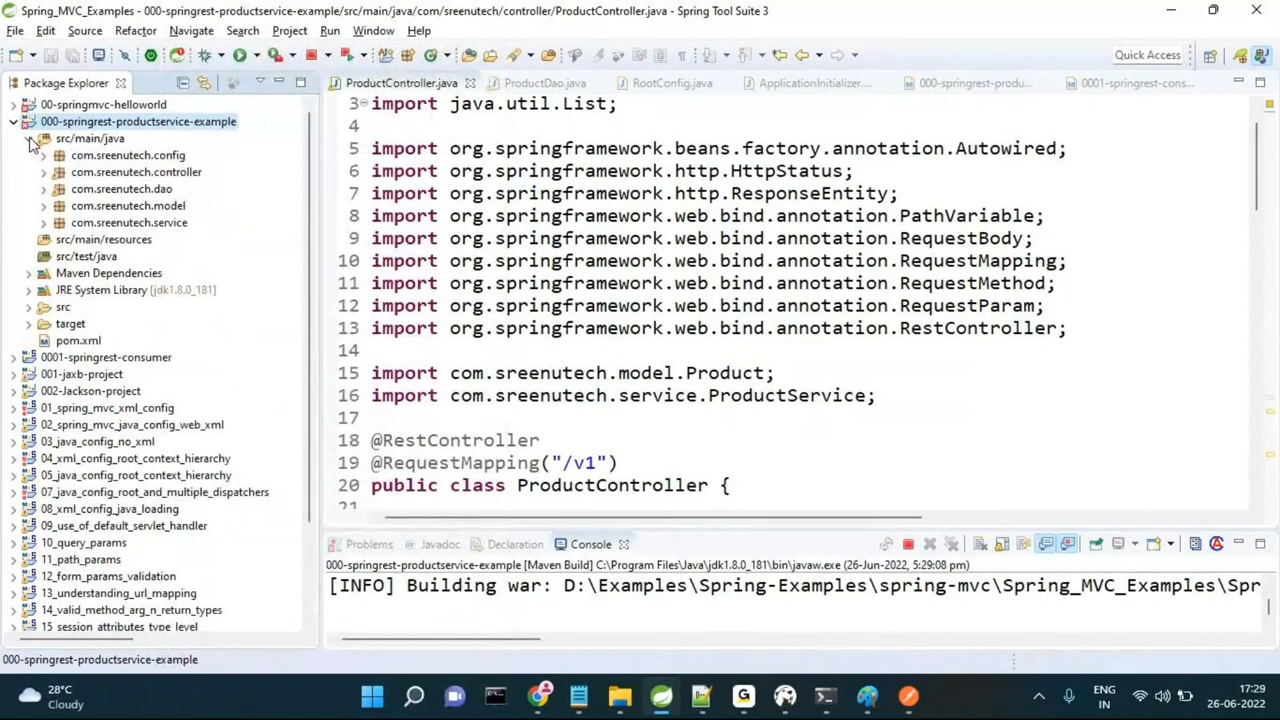 Spring_MVC_Examples - 000-springrest-productservice-example/src/main/java/com/sreenutech/controller/ProductController.java - Spring Tool Suite 3
File Edit Source Refactor Navigate Search Project Run Window Help
Quick Access
Package Explorer
ProductController.java ProductDao.java RootConfig.java ApplicationInitializer... 000-springrest-produ... 0001-springrest-cons...
00-springmvc-helloworld
000-springrest-productservice-example
src/main/java
com.sreenutech.config
com.sreenutech.controller
com.sreenutech.dao
com.sreenutech.model
com.sreenutech.service
src/main/resources
src/test/java
Maven Dependencies
JRE System Library [jdk1.8.0_181]
src
target
pom.xml
0001-springrest-consumer
001-jaxb-project
002-Jackson-project
01_spring_mvc_xml_config
02_spring_mvc_java_config_web_xml
03_java_config_no_xml
04_xml_config_root_context_hierarchy
05_java_config_root_context_hierarchy
07_java_config_root_and_multiple_dispatchers
08_xml_config_java_loading
09_use_of_default_servlet_handler
10_query_params
11_path_params
12_form_params_validation
13_understanding_url_mapping
14_valid_method_arg_n_return_types
15_session_attributes_type_level
3 import java.util.List;
4
5 import org.springframework.beans.factory.annotation.Autowired;
6 import org.springframework.http.HttpStatus;
7 import org.springframework.http.ResponseEntity;
8 import org.springframework.web.bind.annotation.PathVariable;
9 import org.springframework.web.bind.annotation.RequestBody;
10 import org.springframework.web.bind.annotation.RequestMapping;
11 import org.springframework.web.bind.annotation.RequestMethod;
12 import org.springframework.web.bind.annotation.RequestParam;
13 import org.springframework.web.bind.annotation.RestController;
14
15 import com.sreenutech.model.Product;
16 import com.sreenutech.service.ProductService;
17
18 @RestController
19 @RequestMapping("/v1")
20 public class ProductController {
21
Problems Javadoc Declaration Console
000-springrest-productservice-example [Maven Build] C:\Program Files\Java\jdk1.8.0_181\bin\javaw.exe (26-Jun-2022, 5:29:08 pm)
[INFO] Building war: D:\Examples\Spring-Examples\spring-mvc\Spring_MVC_Examples\Spr
000-springrest-productservice-example
28°C
Cloudy
ENG
IN
17:29
26-06-2022